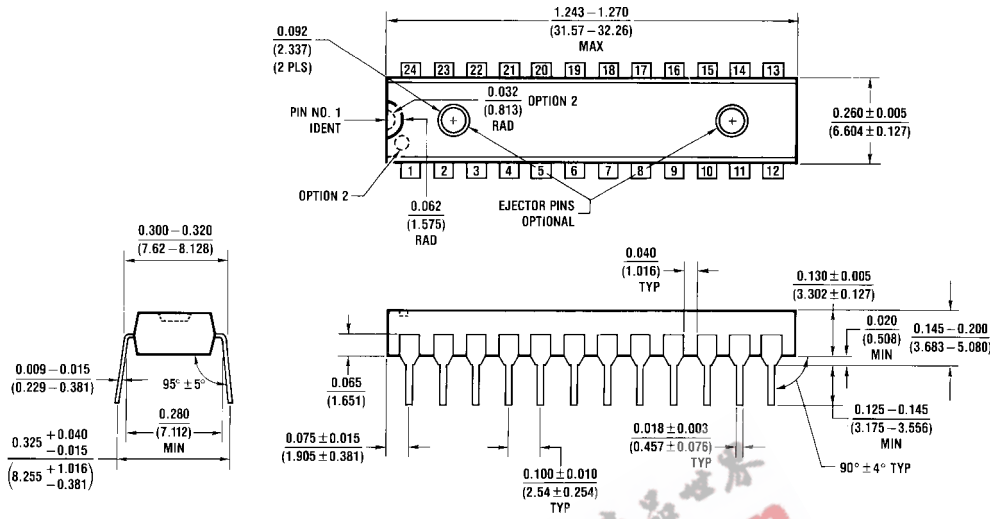 1.243–1.270
(31.57–32.26)
MAX
0.092
(2.337)
(2 PLS)
24 23 22 21 20 19 18 17 16 15 14 13
0.032
(0.813)
RAD
OPTION 2
PIN NO. 1
IDENT
0.260 ± 0.005
(6.604 ± 0.127)
1 2 3 4 5 6 7 8 9 10 11 12
OPTION 2
0.062
(1.575)
RAD
EJECTOR PINS
OPTIONAL
0.300–0.320
(7.62–8.128)
0.009–0.015
(0.229–0.381)
95° ± 5°
0.280
(7.112)
MIN
0.325 +0.040
-0.015
(8.255 +1.016
-0.381)
0.040
(1.016)
TYP
0.130 ± 0.005
(3.302 ± 0.127)
0.020
(0.508)
MIN
0.145–0.200
(3.683–5.080)
0.065
(1.651)
0.075 ± 0.015
(1.905 ± 0.381)
0.100 ± 0.010
(2.54 ± 0.254)
TYP
0.018 ± 0.003
(0.457 ± 0.076)
TYP
0.125–0.145
(3.175–3.556)
MIN
90° ± 4° TYP